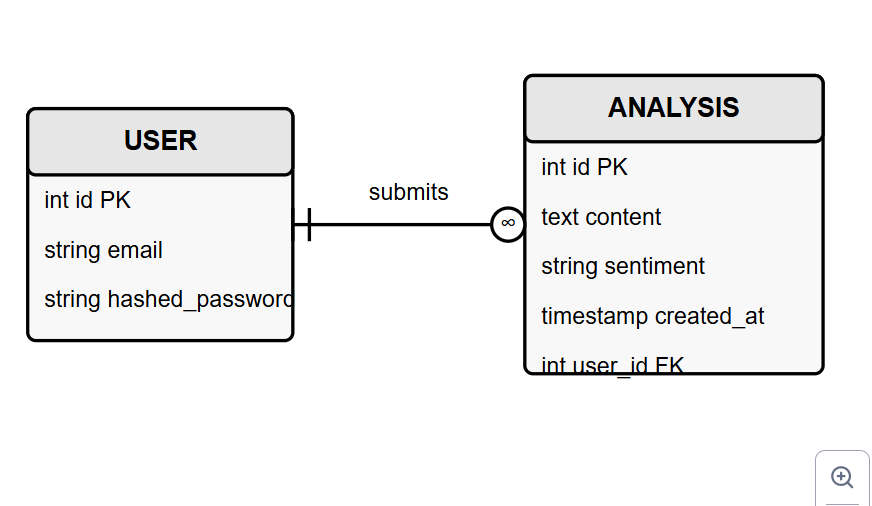 USER
int id PK
string email
string hashed_password
submits
∞
ANALYSIS
int id PK
text content
string sentiment
timestamp created_at
int user_id FK